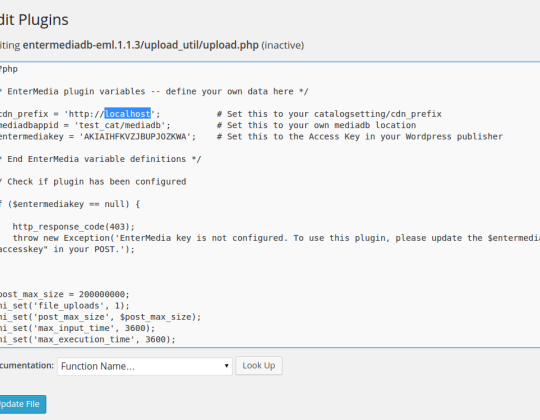 dit Plugins
iting entermediadb-eml.1.1.3/upload_util/upload.php (inactive)
?php
* EnterMedia plugin variables -- define your own data here */
cdn_prefix = 'http://localhost'; # Set this to your catalogsetting/cdn_prefix
mediadbappid = 'test_cat/mediadb'; # Set this to your own mediadb location
entermediakey = 'AKIAIHFKVZJBUPJOZKWA'; # Set this to the Access Key in your Wordpress publisher
* End EnterMedia variable definitions */
/ Check if plugin has been configured
f ($entermediakey == null) {
http_response_code(403);
throw new Exception('EnterMedia key is not configured. To use this plugin, please update the $entermedia
accesskey" in your POST.');
post_max_size = 200000000;
ni_set('file_uploads', 1);
ni_set('post_max_size', $post_max_size);
ni_set('max_input_time', 3600);
ni_set('max_execution_time', 3600);
cumentation: Function Name... Look Up
pdate File